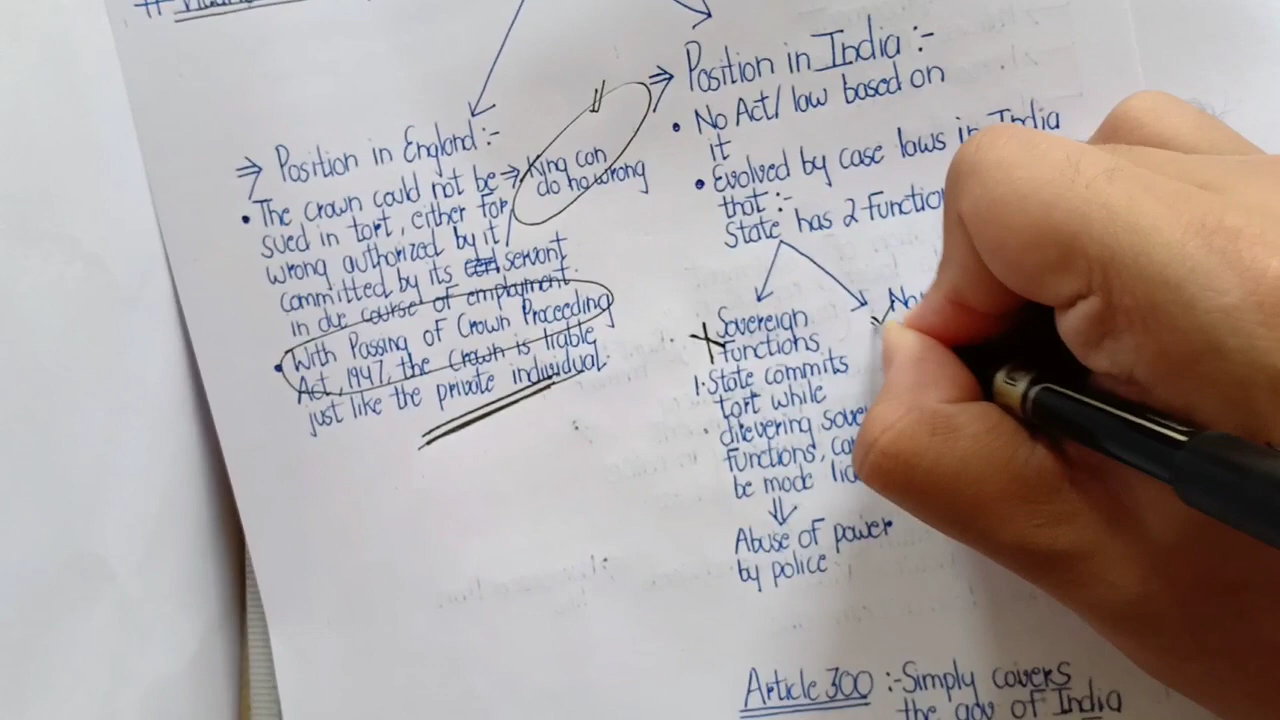 ⇒ Position in England :-
• The Crown could not be → King can
do no wrong
sued in tort, either for
wrong authorized by it /
committed by its servant
in due course of employment.
• With Passing of Crown Proceeding
Act, 1947, the Crown is liable
just like the private individual.
⇒ Position in India :-
• No Act/ law based on
it
• Evolved by case laws in India
that :-
State has 2
Sovereign
functions
1. State commits
tort while
dilevering
functions,
be made
⇓
Abuse of power
by police
Article 300 :- Simply covers
the gov of India